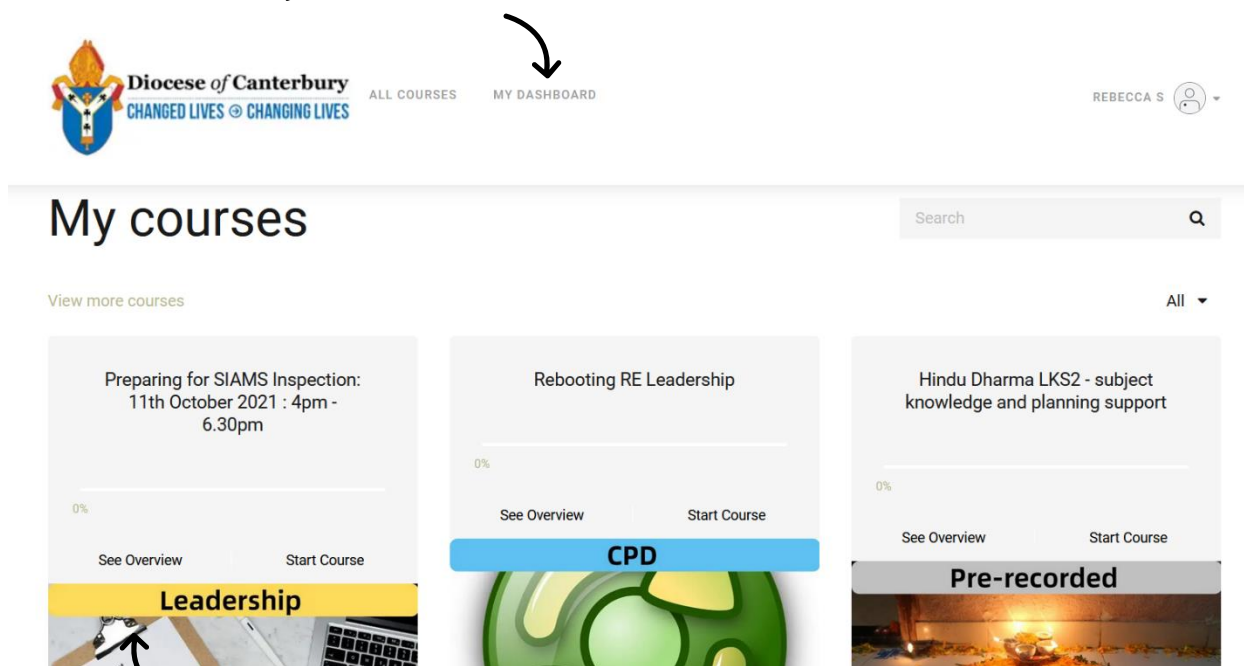 Diocese of Canterbury
CHANGED LIVES → CHANGING LIVES
ALL COURSES
MY DASHBOARD
REBECCA S
My courses
Search
View more courses
All
Preparing for SIAMS Inspection:
11th October 2021 : 4pm -
6.30pm
0%
See Overview
Start Course
Leadership
Rebooting RE Leadership
0%
See Overview
Start Course
CPD
Hindu Dharma LKS2 - subject
knowledge and planning support
0%
See Overview
Start Course
Pre-recorded